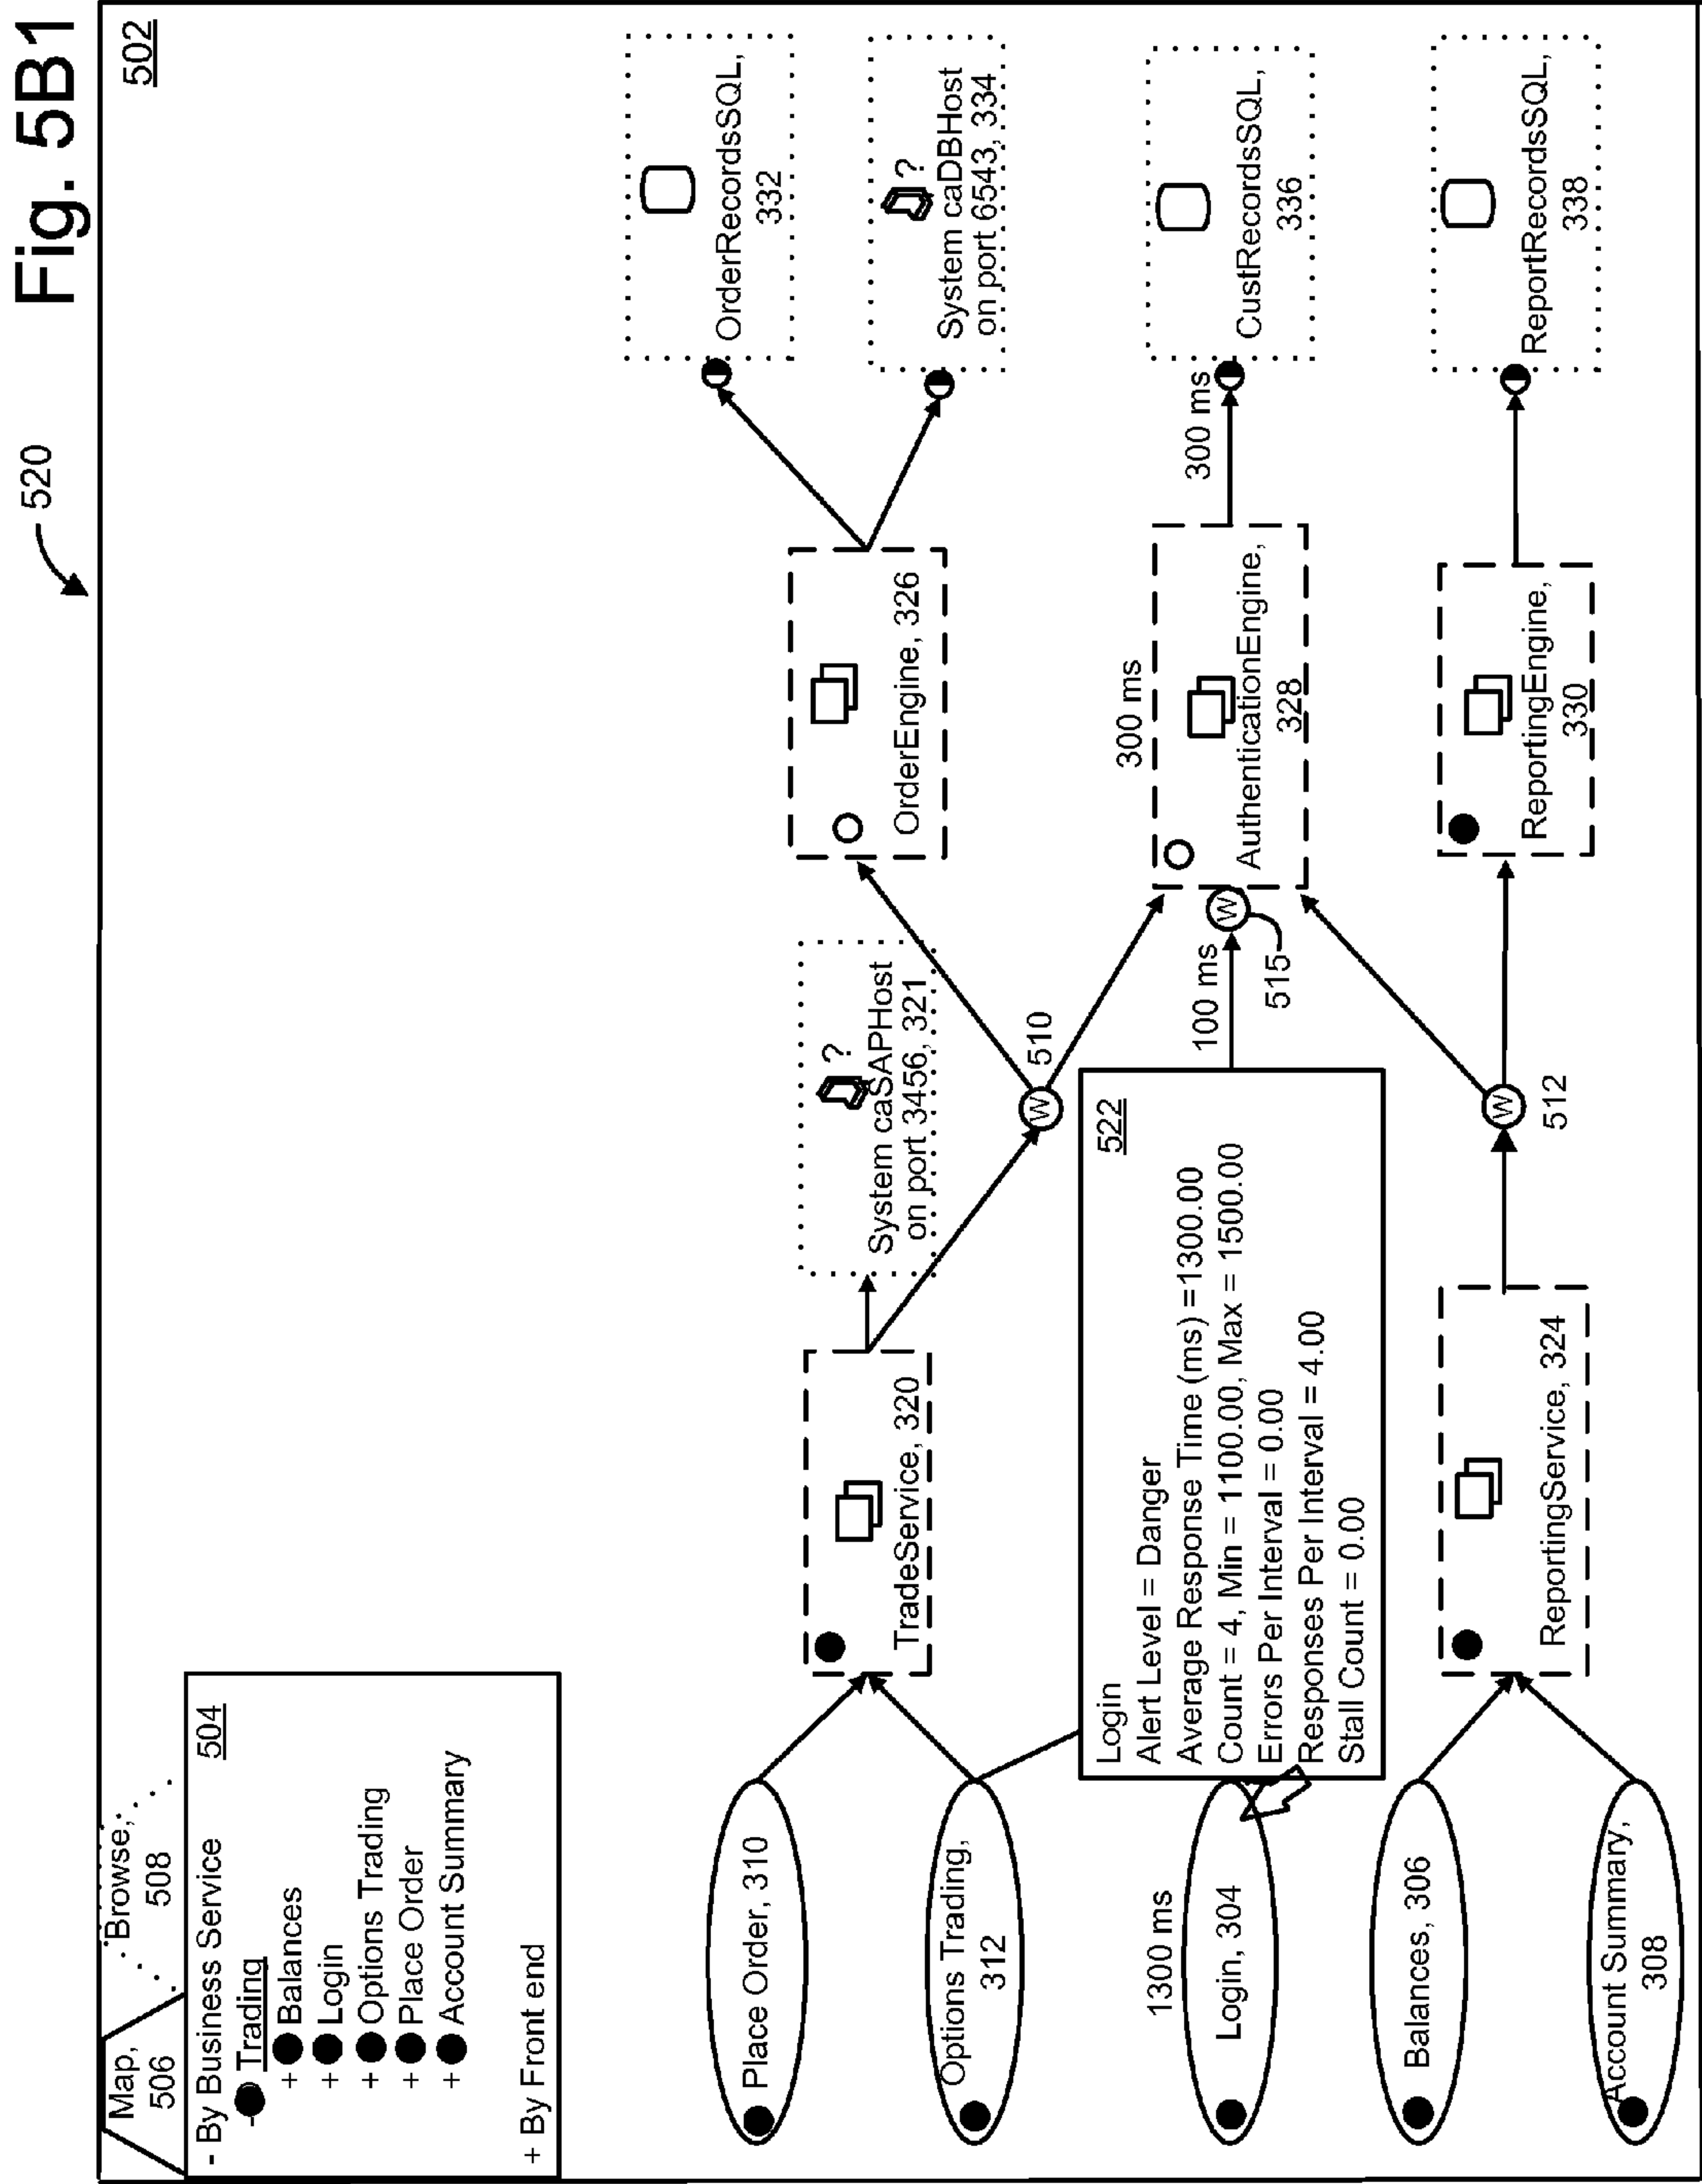 Fig. 5B1
520
502
Map,
506
Browse,
508
- By Business Service
504
- Trading
+ Balances
+ Login
+ Options Trading
+ Place Order
+ Account Summary
+ By Front end
Place Order, 310
Options Trading,
312
1300 ms
Login, 304
Balances, 306
Account Summary,
308
TradeService, 320
?
System caSAPHost
on port 3456, 321
W
510
Login
522
Alert Level = Danger
Average Response Time (ms) =1300.00
Count = 4, Min = 1100.00, Max = 1500.00
Errors Per Interval = 0.00
Responses Per Interval = 4.00
Stall Count = 0.00
100 ms
W
515
ReportingService, 324
W
512
OrderEngine, 326
300 ms
AuthenticationEngine,
328
ReportingEngine,
330
300 ms
OrderRecordsSQL,
332
?
System caDBHost
on port 6543, 334
CustRecordsSQL,
336
ReportRecordsSQL,
338